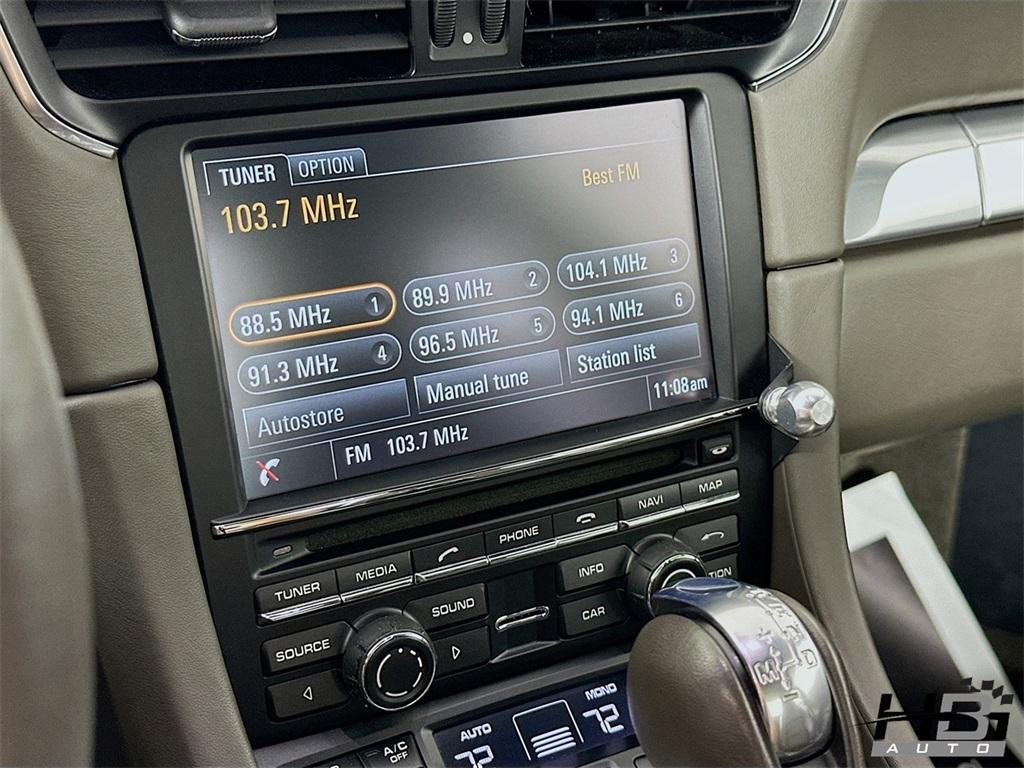 TUNER OPTION
103.7 MHz Best FM
88.5 MHz 1 89.9 MHz 2 104.1 MHz 3
91.3 MHz 4 96.5 MHz 5 94.1 MHz 6
Autostore Manual tune Station list
FM 103.7 MHz 11:08am
TUNER MEDIA PHONE NAVI MAP
SOURCE SOUND INFO
CAR
AUTO MONO
72 72
A/C
OFF
M
+
-
D
HBG
AUTO